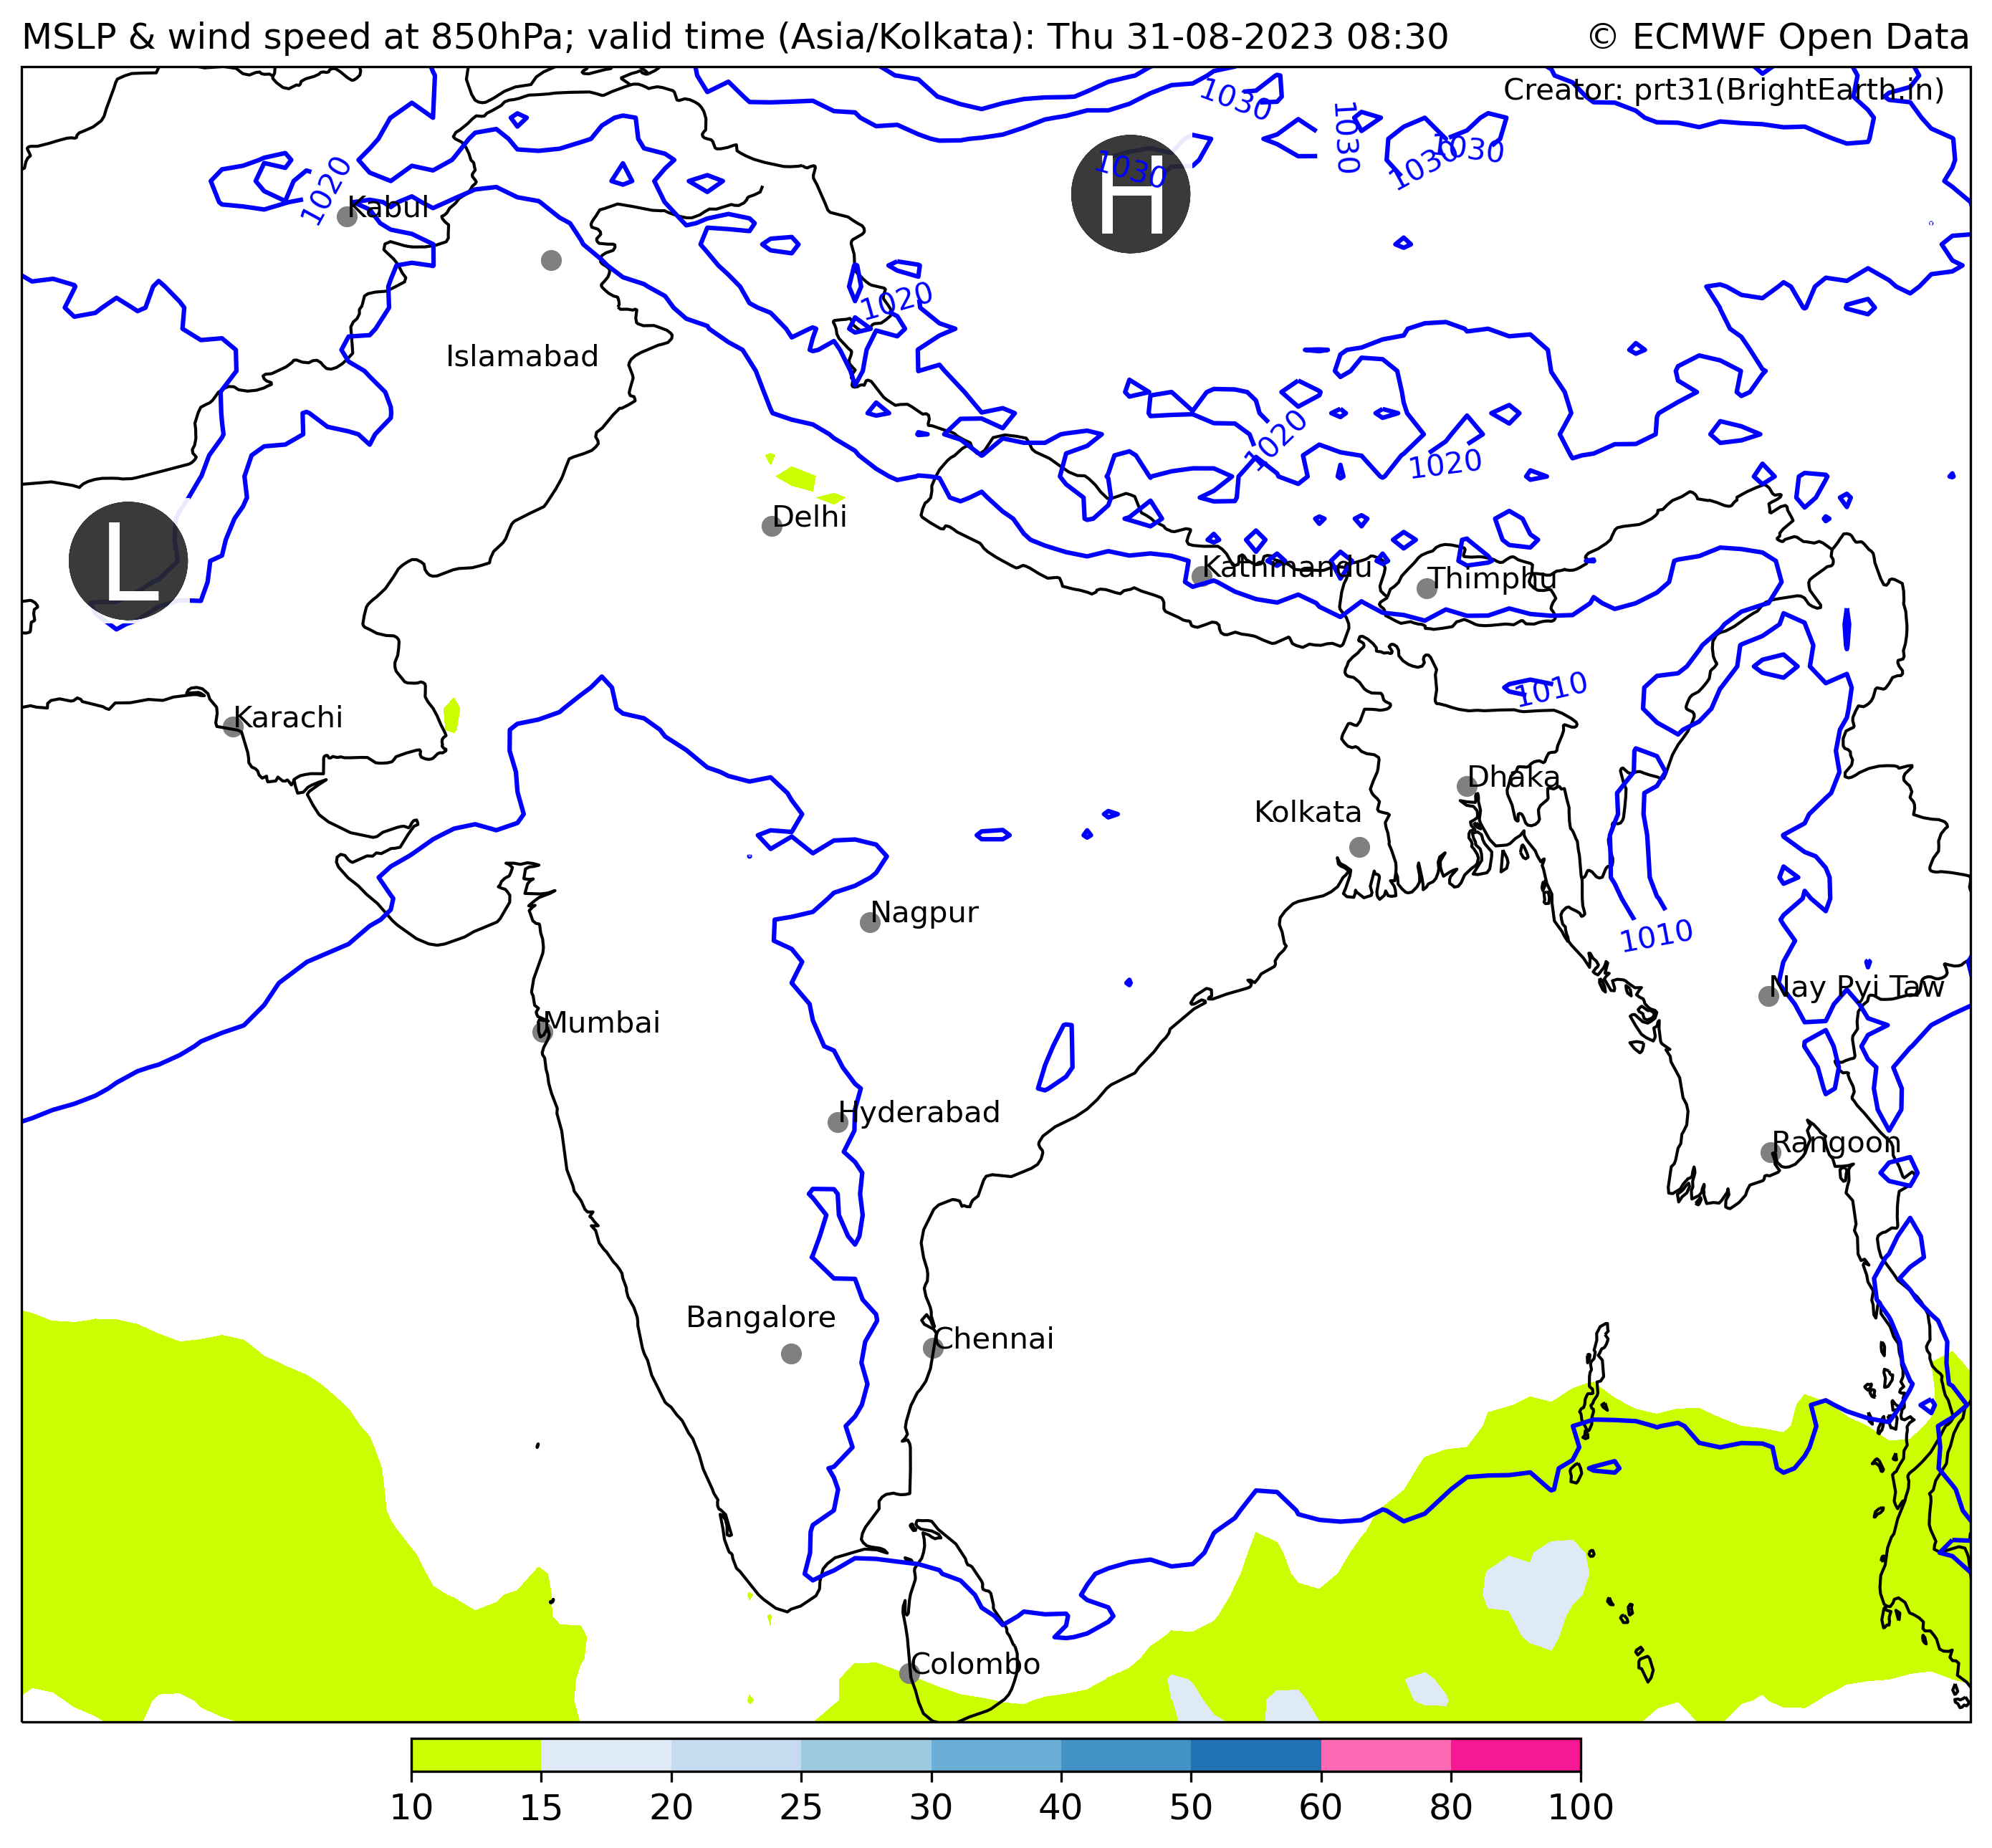 MSLP & wind speed at 850hPa; valid time (Asia/Kolkata): Thu 31-08-2023 08:30
© ECMWF Open Data
Creator: prt31(BrightEarth.in)
1030
1030
1030
1030
1030
H
1020
Kabul
1020
Islamabad
1020
1020
L
Delhi
Kathmandu
Thimphu
1010
Karachi
Dhaka
Kolkata
Nagpur
1010
Nay Pyi Taw
Mumbai
Hyderabad
Rangoon
Bangalore
Chennai
Colombo
10 15 20 25 30 40 50 60 80 100